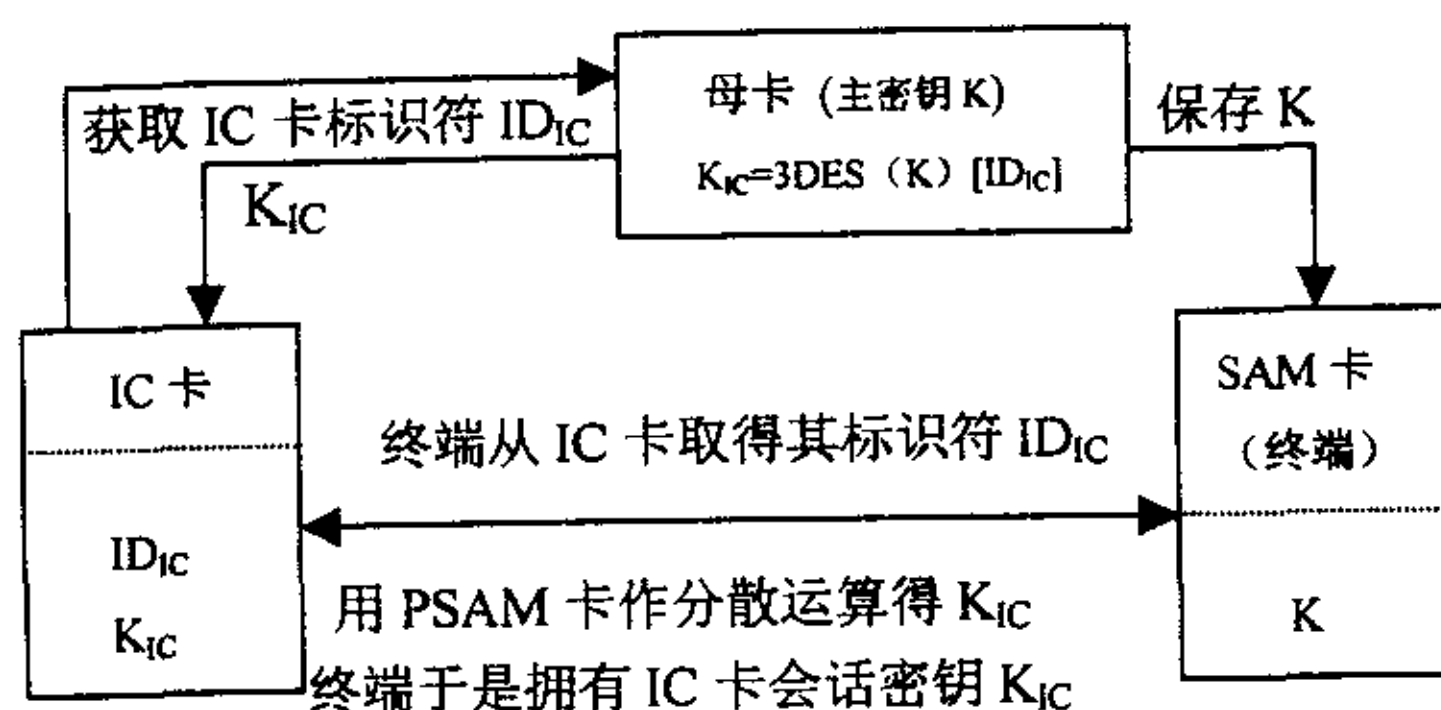 母卡 (主密钥 K)
K_IC=3DES（K）[ID_IC]
获取 IC 卡标识符 ID_IC
保存 K
K_IC
IC 卡
ID_IC
K_IC
SAM 卡
（终端）
K
终端从 IC 卡取得其标识符 ID_IC
用 PSAM 卡作分散运算得 K_IC
终端于是拥有 IC 卡会话密钥 K_IC